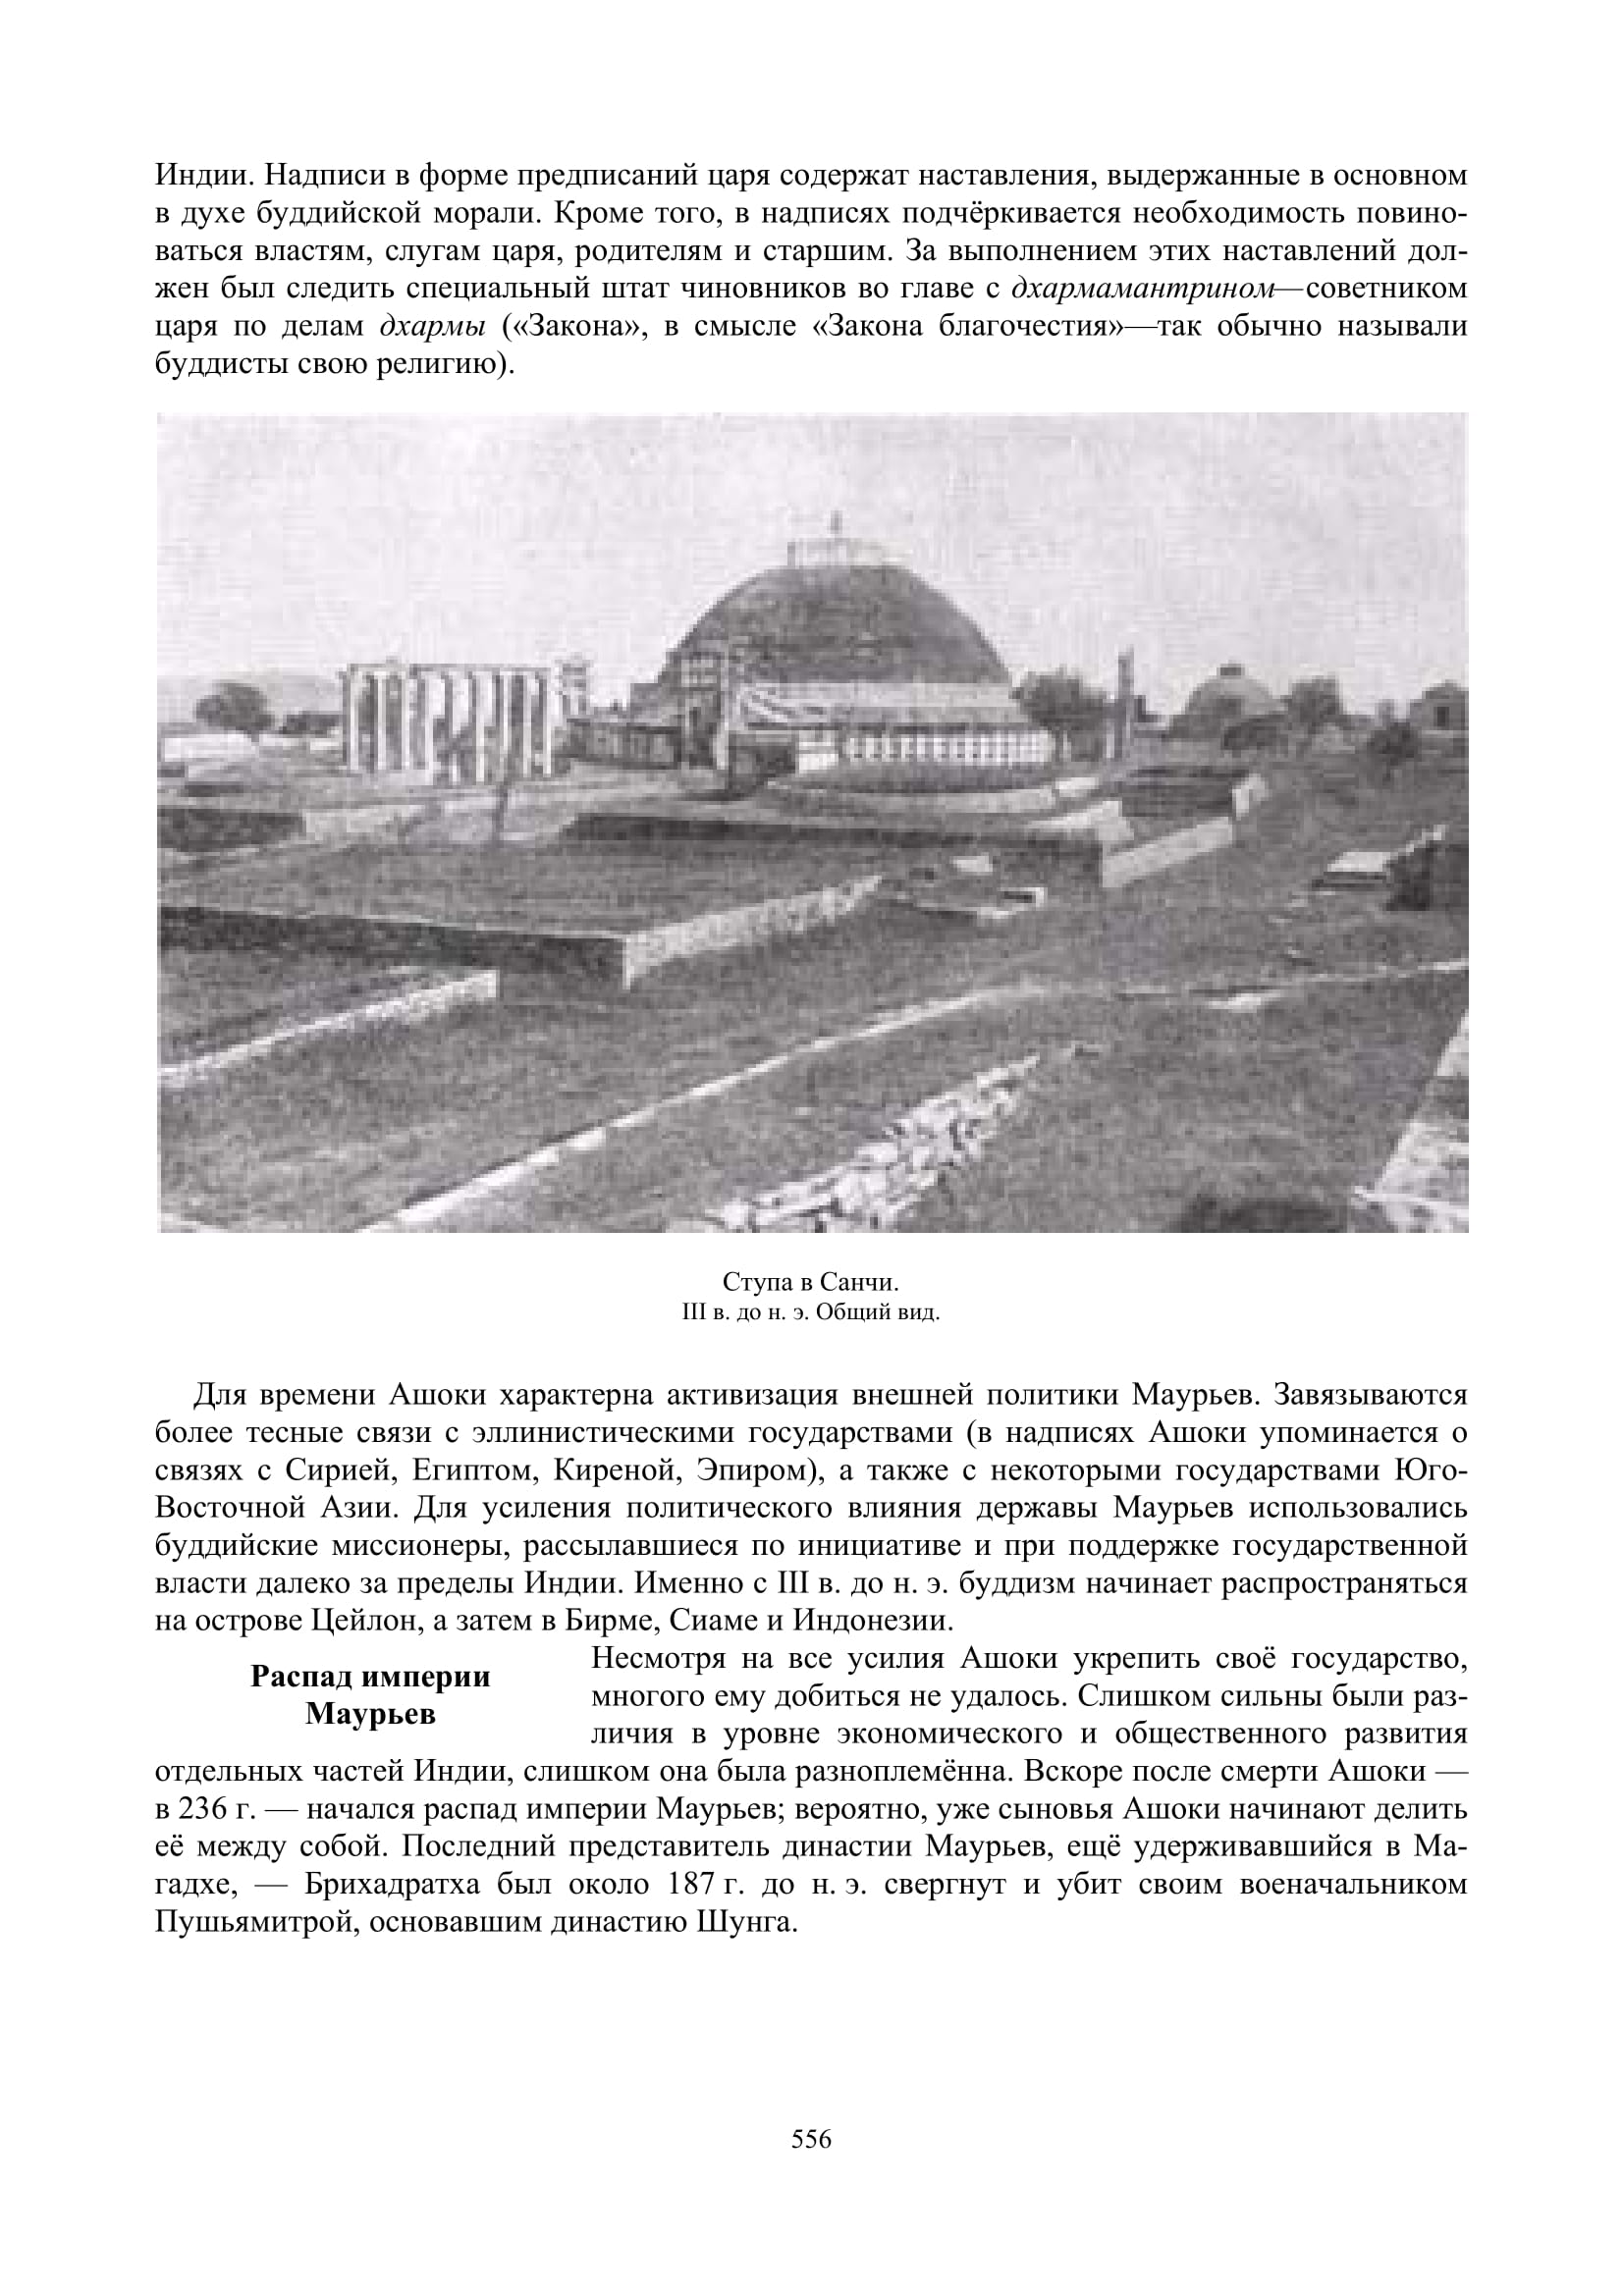 Индии. Надписи в форме предписаний царя содержат наставления, выдержанные в основном
в духе буддийской морали. Кроме того, в надписях подчёркивается необходимость повино-
ваться властям, слугам царя, родителям и старшим. За выполнением этих наставлений дол-
жен был следить специальный штат чиновников во главе с дхармамантрином—советником
царя по делам дхармы («Закона», в смысле «Закона благочестия»—так обычно называли
буддисты свою религию).
Ступа в Санчи.
III в. до н. э. Общий вид.
Для времени Ашоки характерна активизация внешней политики Маурьев. Завязываются
более тесные связи с эллинистическими государствами (в надписях Ашоки упоминается о
связях с Сирией, Египтом, Киреной, Эпиром), а также с некоторыми государствами Юго-
Восточной Азии. Для усиления политического влияния державы Маурьев использовались
буддийские миссионеры, рассылавшиеся по инициативе и при поддержке государственной
власти далеко за пределы Индии. Именно с III в. до н. э. буддизм начинает распространяться
на острове Цейлон, а затем в Бирме, Сиаме и Индонезии.
Распад империи
Маурьев
Несмотря на все усилия Ашоки укрепить своё государство,
многого ему добиться не удалось. Слишком сильны были раз-
личия в уровне экономического и общественного развития
отдельных частей Индии, слишком она была разноплемённа. Вскоре после смерти Ашоки —
в 236 г. — начался распад империи Маурьев; вероятно, уже сыновья Ашоки начинают делить
её между собой. Последний представитель династии Маурьев, ещё удерживавшийся в Ма-
гадхе, — Брихадратха был около 187 г. до н. э. свергнут и убит своим военачальником
Пушьямитрой, основавшим династию Шунга.
556